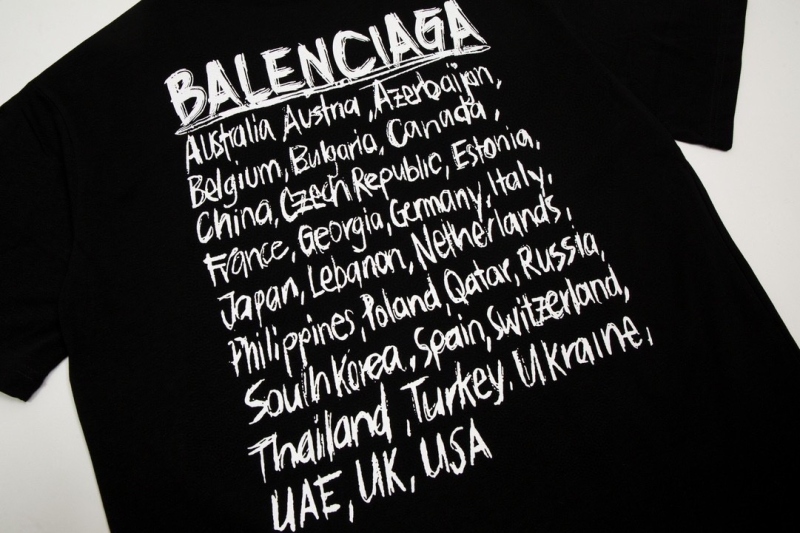 BALENCIAGA
Australia Austria, Azerbaijan,
Belgium, Bulgaria, Canada,
China, Czech Republic, Estonia,
France, Georgia, Germany, Italy,
Japan, Lebanon, Netherlands,
Philippines, Poland Qatar, Russia,
South Korea, Spain, Switzerland,
Thailand, Turkey, Ukraine,
UAE, UK, USA